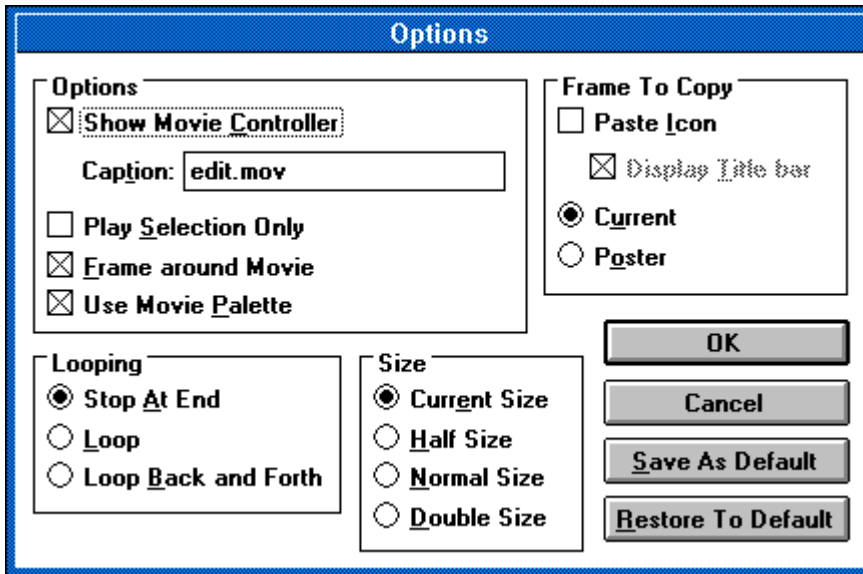 Options
Options
Show Movie Controller
Caption: edit.mov
Play Selection Only
Frame around Movie
Use Movie Palette
Frame To Copy
Paste Icon
Display Title bar
Current
Poster
Looping
Stop At End
Loop
Loop Back and Forth
Size
Current Size
Half Size
Normal Size
Double Size
OK
Cancel
Save As Default
Restore To Default